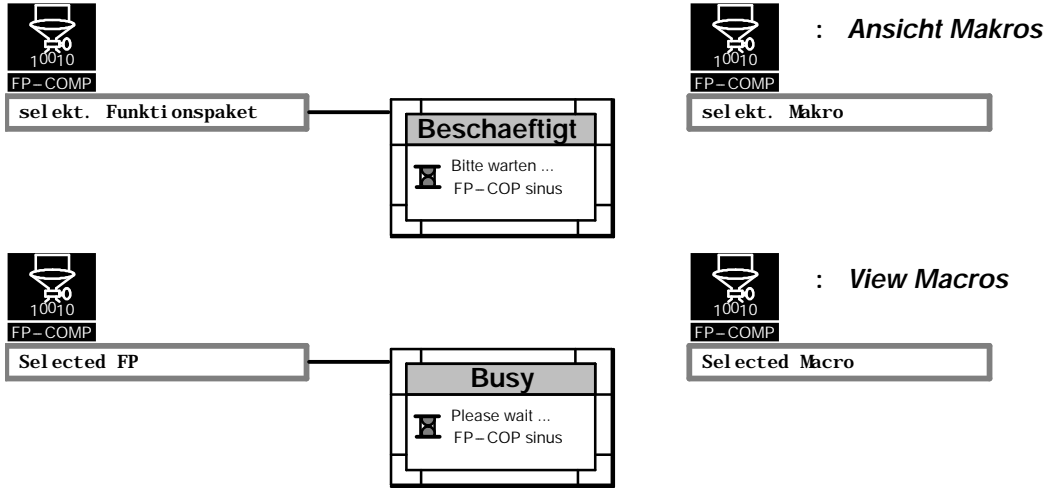 10010
FP–COMP
selekt. Funktionspaket
Beschaeftigt
Bitte warten ...
FP–COP sinus
10010
FP–COMP
: Ansicht Makros
selekt. Makro
10010
FP–COMP
Selected FP
Busy
Please wait ...
FP–COP sinus
10010
FP–COMP
: View Macros
Selected Macro